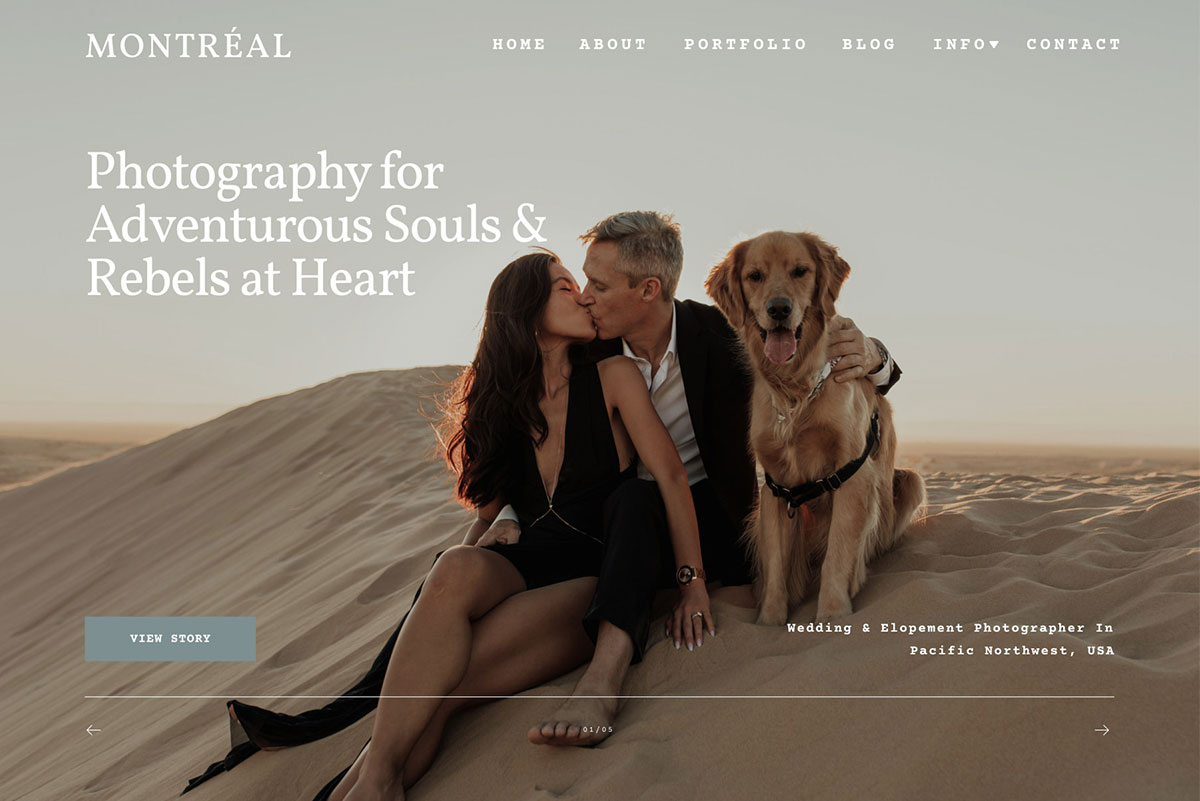 MONTRÉAL
HOME ABOUT PORTFOLIO BLOG INFO▼ CONTACT
Photography for
Adventurous Souls &
Rebels at Heart
VIEW STORY
Wedding & Elopement Photographer In
Pacific Northwest, USA
← 01/05 →